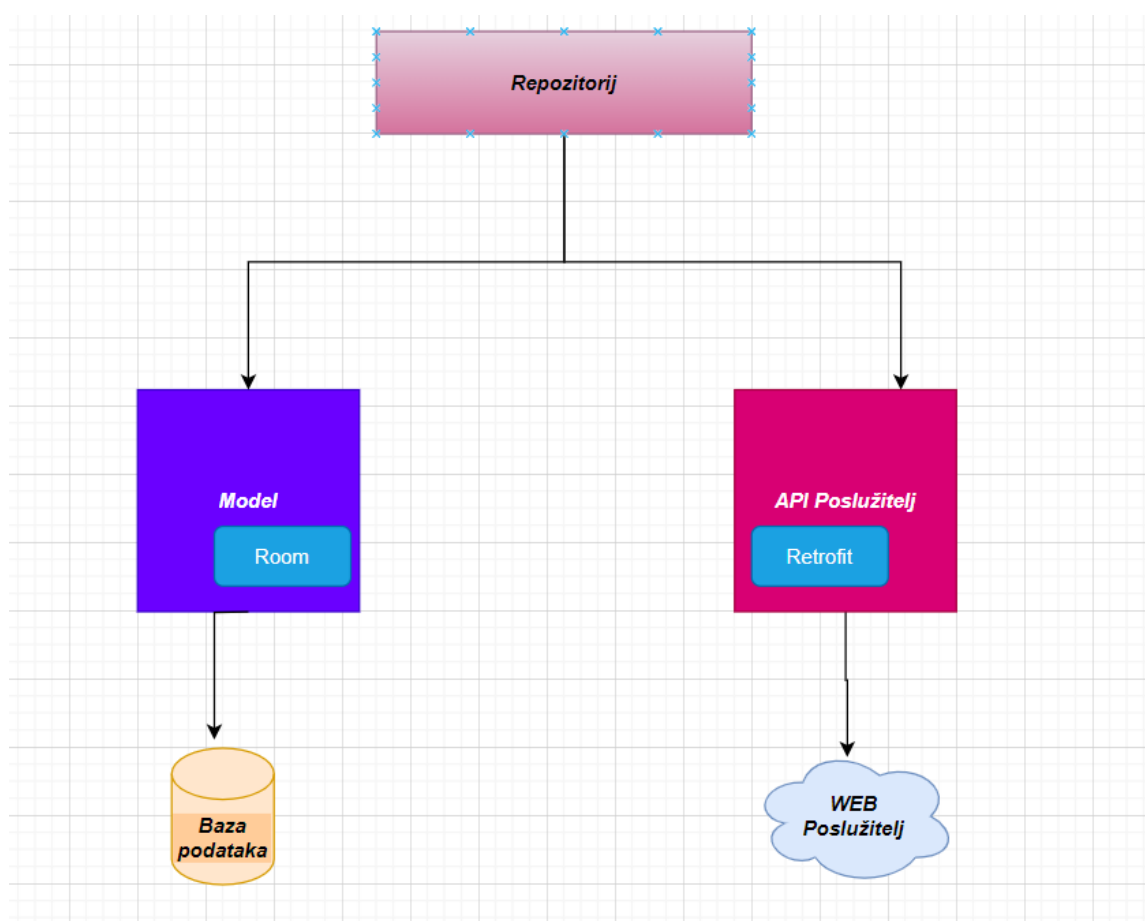 Repozitorij
Model
Room
API Poslužitelj
Retrofit
Baza
podataka
WEB
Poslužitelj